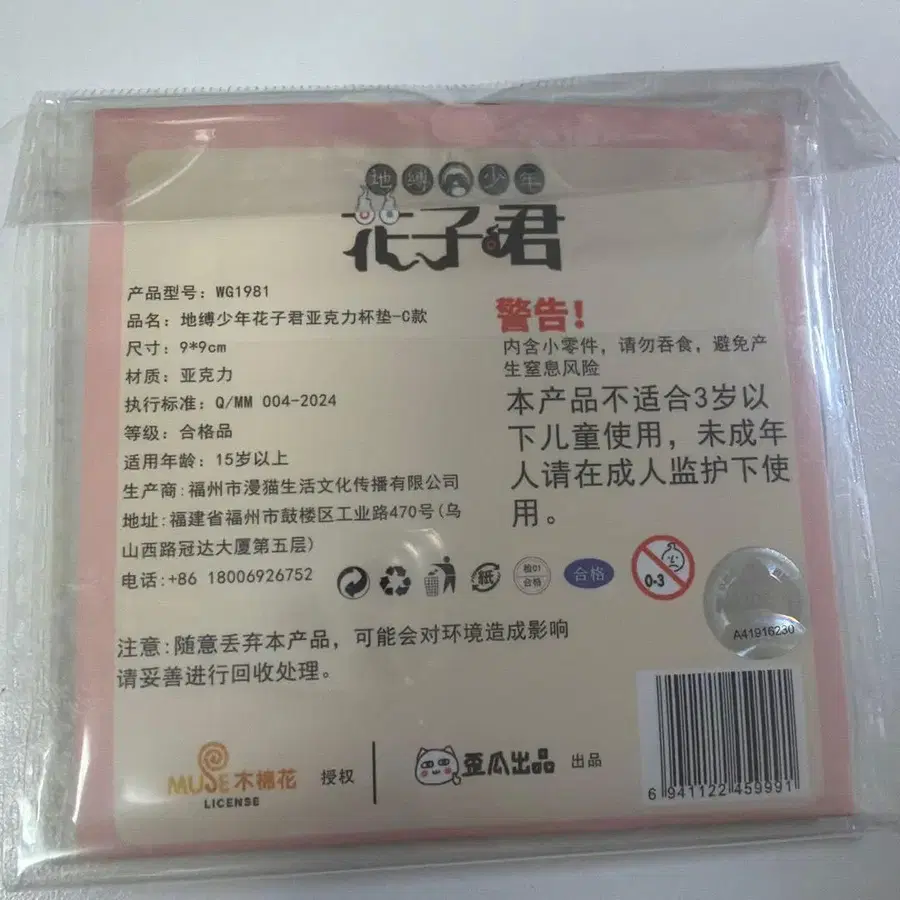 地缚少年
花子君
产品型号: WG1981
品名: 地缚少年花子君亚克力杯垫-C款
尺寸: 9*9cm
材质: 亚克力
执行标准: Q/MM 004-2024
等级: 合格品
适用年龄: 15岁以上
生产商:福州市漫猫生活文化传播有限公司
地址:福建省福州市鼓楼区工业路470号(乌
山西路冠达大厦第五层)
电话:+86 18006926752
警告!
内含小零件, 请勿吞食, 避免产
生窒息风险
本产品不适合3岁以
下儿童使用, 未成年
人请在成人监护下使
用。
紙
检01
合格
合格
0-3
A41916230
注意:随意丢弃本产品, 可能会对环境造成影响
请妥善进行回收处理。
MUSE木棉花 授权
LICENSE
歪瓜出品 出品
6 941122 459991